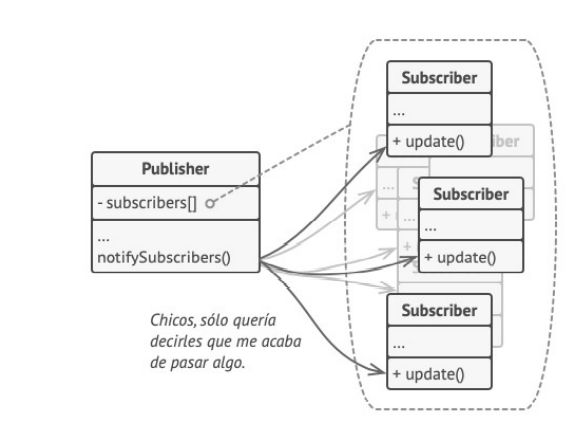 Publisher
- subscribers[]
...
notifySubscribers()
Chicos, sólo quería
decirles que me acaba
de pasar algo.
Subscriber
...
+ update()
Subscriber
...
+ update()
Subscriber
...
+ update()